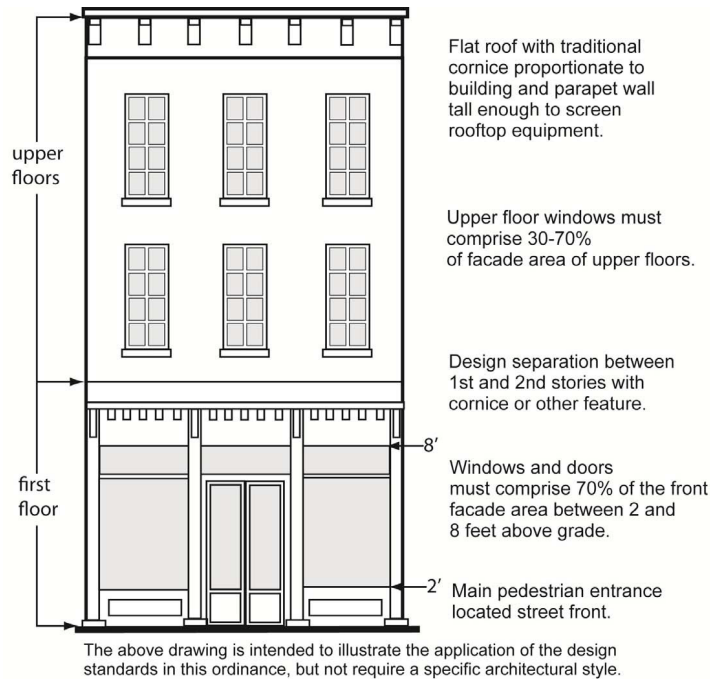 Flat roof with traditional
cornice proportionate to
building and parapet wall
tall enough to screen
rooftop equipment.
upper
floors
Upper floor windows must
comprise 30-70%
of facade area of upper floors.
Design separation between
1st and 2nd stories with
cornice or other feature.
8'
Windows and doors
must comprise 70% of the front
facade area between 2 and
8 feet above grade.
first
floor
2'
Main pedestrian entrance
located street front.
The above drawing is intended to illustrate the application of the design
standards in this ordinance, but not require a specific architectural style.